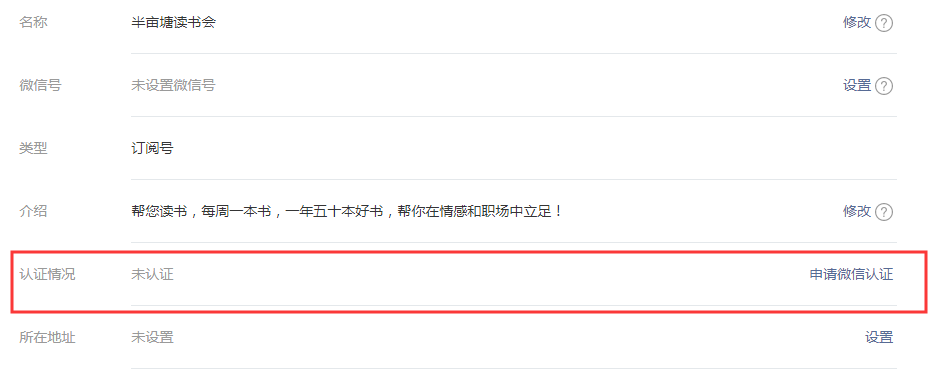 名称 半亩塘读书会 修改 ?
微信号 未设置微信号 设置 ?
类型 订阅号
介绍 帮您读书，每周一本书，一年五十本好书，帮你在情感和职场中立足！ 修改 ?
认证情况 未认证 申请微信认证
所在地址 未设置 设置